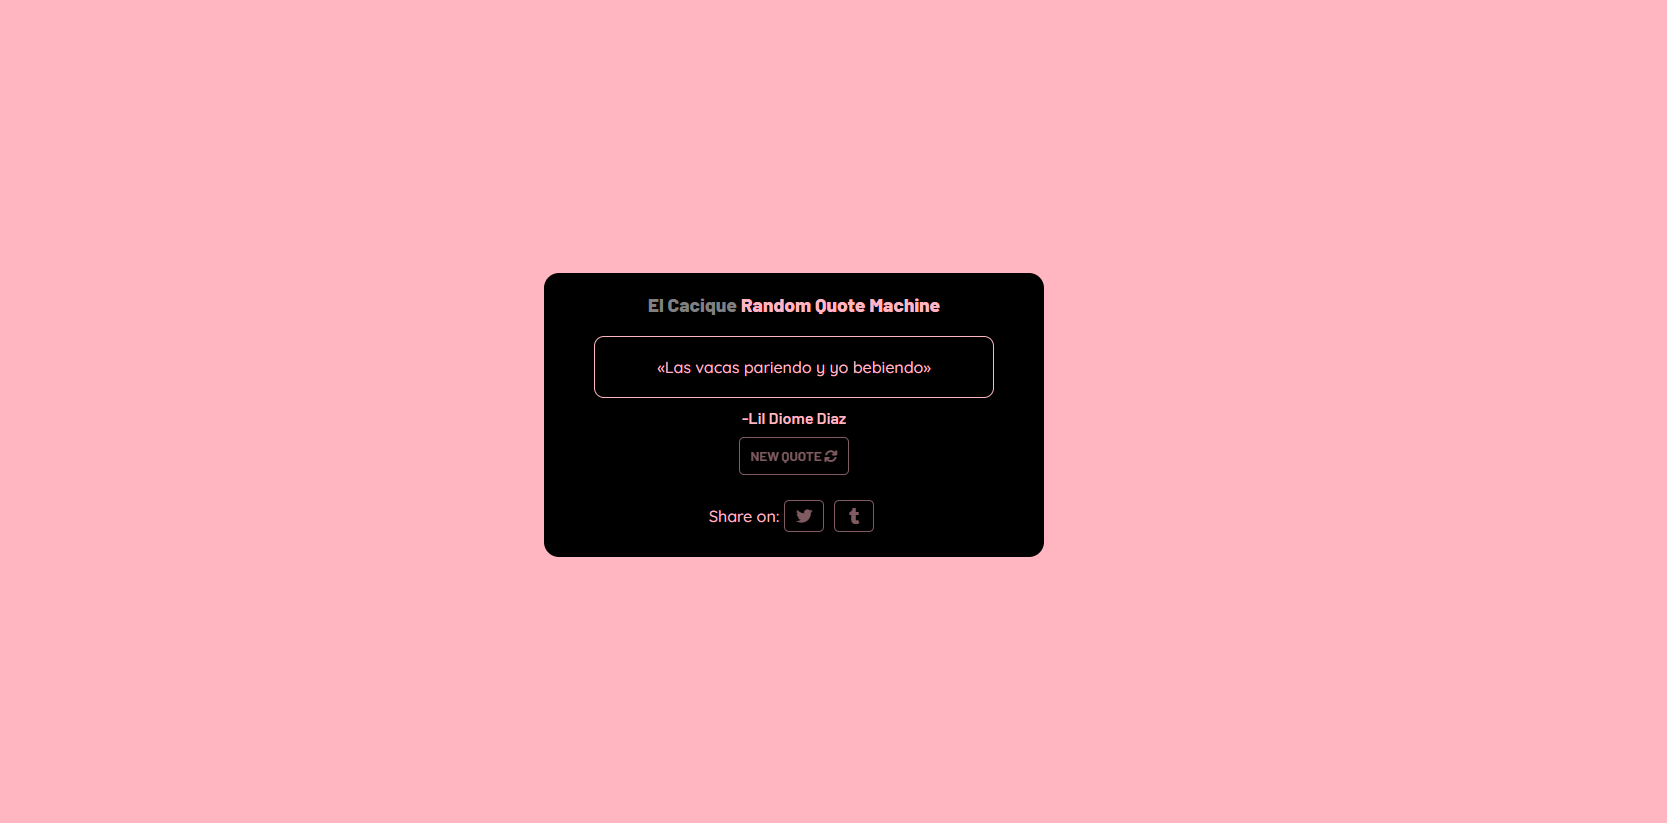 El Cacique Random Quote Machine
«Las vacas pariendo y yo bebiendo»
-Lil Diome Diaz
NEW QUOTE
Share on: